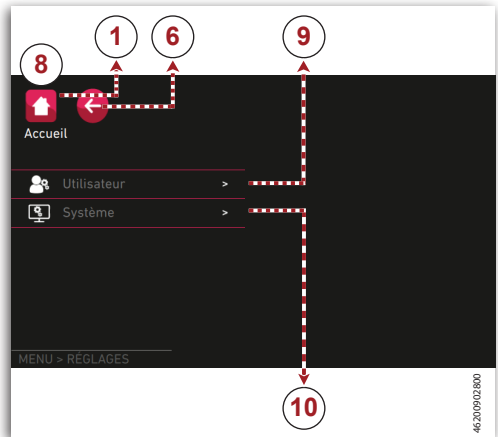 1 6 9
8
Accueil
Utilisateur >
Système >
MENU > RÉGLAGES
10
46200902800